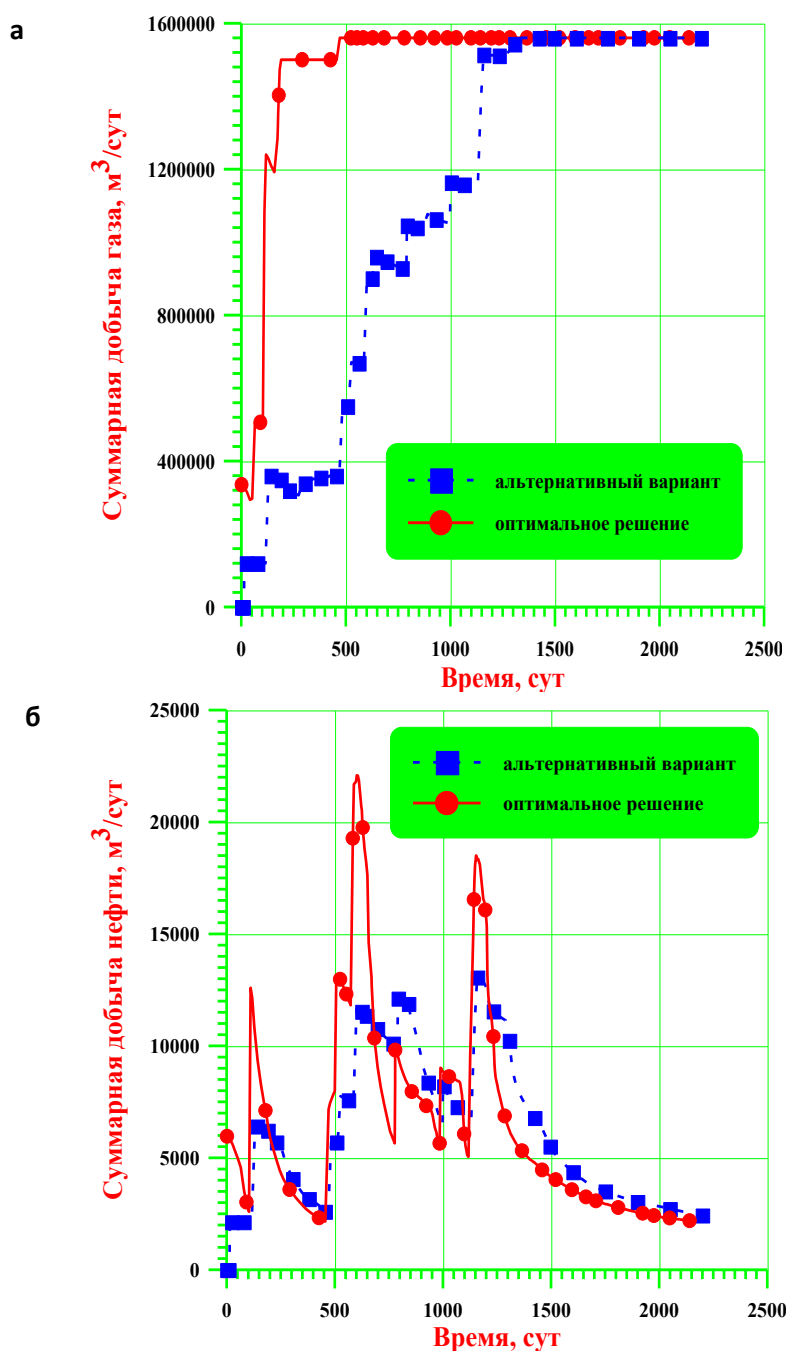 а
Суммарная добыча газа, м³/сут
1600000
1200000
800000
400000
0
альтернативный вариант
оптимальное решение
0 500 1000 1500 2000 2500
Время, сут
б
Суммарная добыча нефти, м³/сут
25000
20000
15000
10000
5000
0
альтернативный вариант
оптимальное решение
0 500 1000 1500 2000 2500
Время, сут